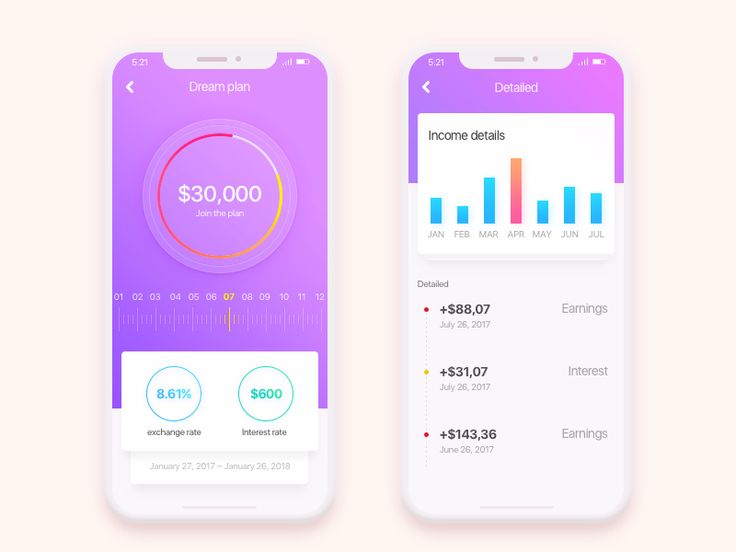 5:21
Dream plan
$30,000
Join the plan
01 02 03 04 05 06 07 08 09 10 11 12
8.61%
$600
exchange rate
Interest rate
January 27, 2017 ~ January 26, 2018
5:21
Detailed
Income details
JAN FEB MAR APR MAY JUN JUL
Detailed
+$88,07 Earnings
July 26, 2017
+$31,07 Interest
July 26, 2017
+$143,36 Earnings
June 26, 2017